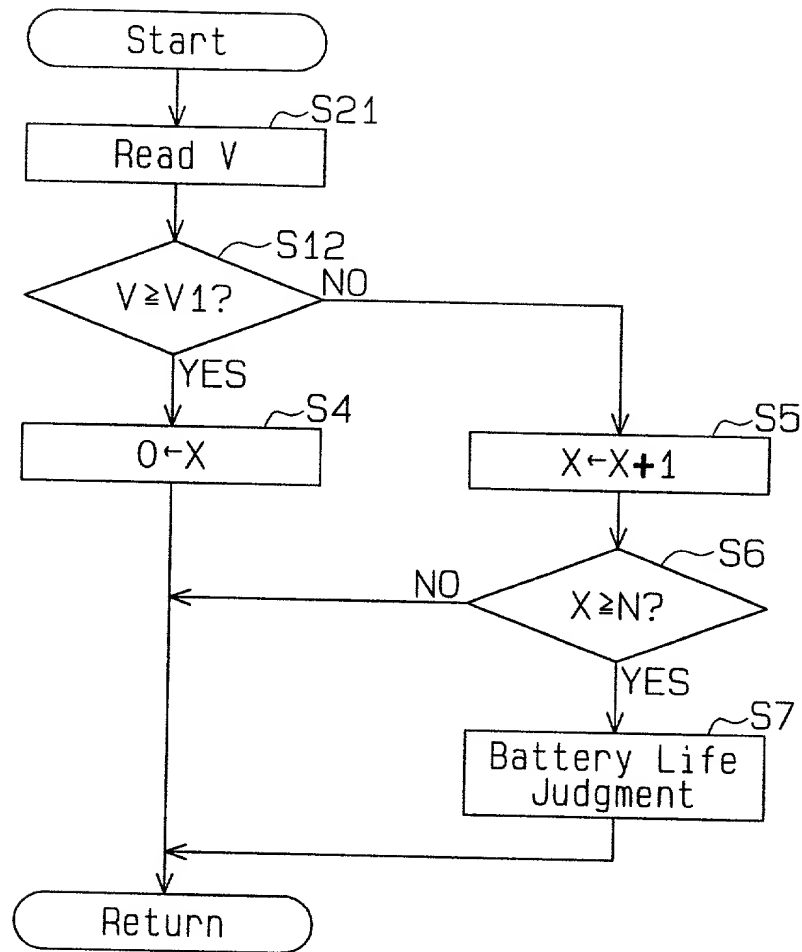 Start
S21
Read V
S12
V≧V1?
NO
YES
S4
0←X
S5
X←X+1
S6
X≧N?
NO
YES
S7
Battery Life
Judgment
Return